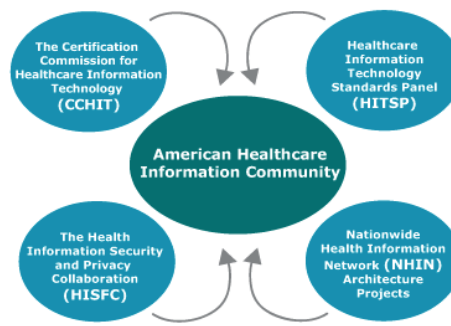 The Certification
Commission for
Healthcare Information
Technology
(CCHIT)
Healthcare
Information
Technology
Standards Panel
(HITSP)
American Healthcare
Information Community
The Health
Information Security
and Privacy
Collaboration
(HISFC)
Nationwide
Health Information
Network (NHIN)
Architecture
Projects